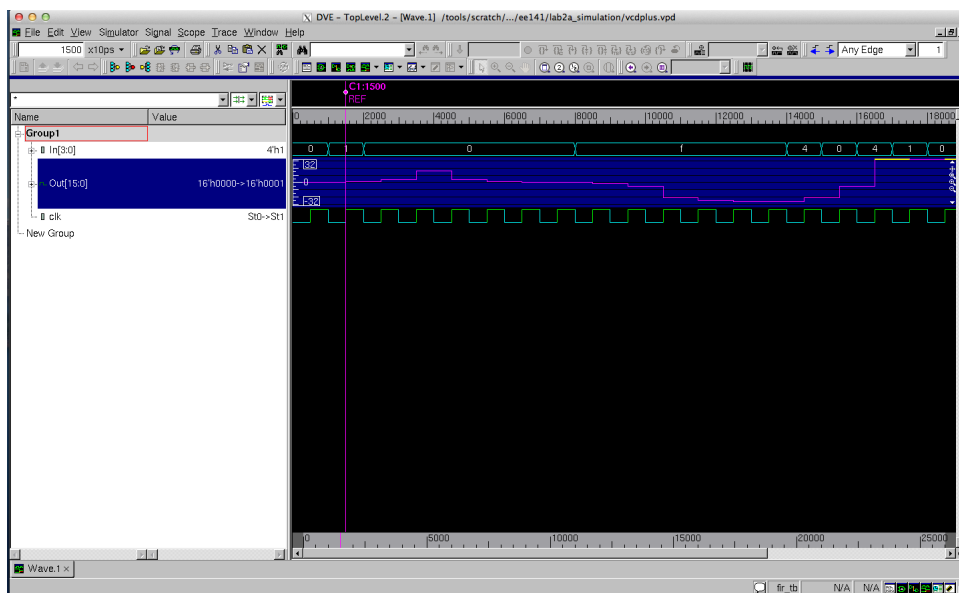 DVE - TopLevel.2 - [Wave.1] /tools/scratch/.../ee141/lab2a_simulation/vcdplus.vpd
File Edit View Simulator Signal Scope Trace Window Help
1500 x10ps Any Edge 1
C1:1500
REF
*
Name Value
0 2000 4000 6000 8000 10000 12000 14000 16000 18000
Group1
In[3:0] 4'h1 0 1 0 f 4 0 4 1 0
32
Out[15:0] 16'h0000->16'h0001 0
-32
clk St0->St1
New Group
0 5000 10000 15000 20000 25000
Wave.1 ×
fir_tb N/A N/A